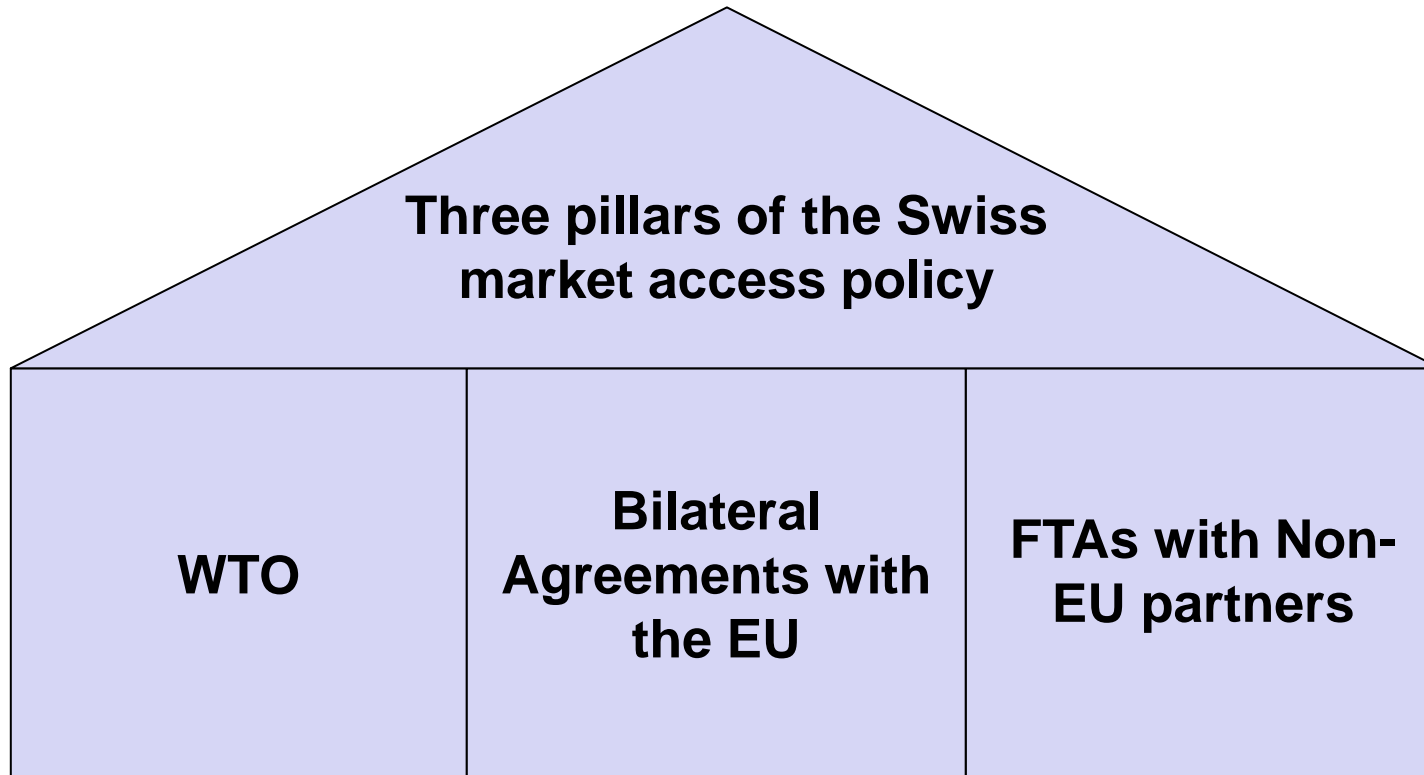 Three pillars of the Swiss
market access policy
WTO
Bilateral
Agreements with
the EU
FTAs with Non-
EU partners